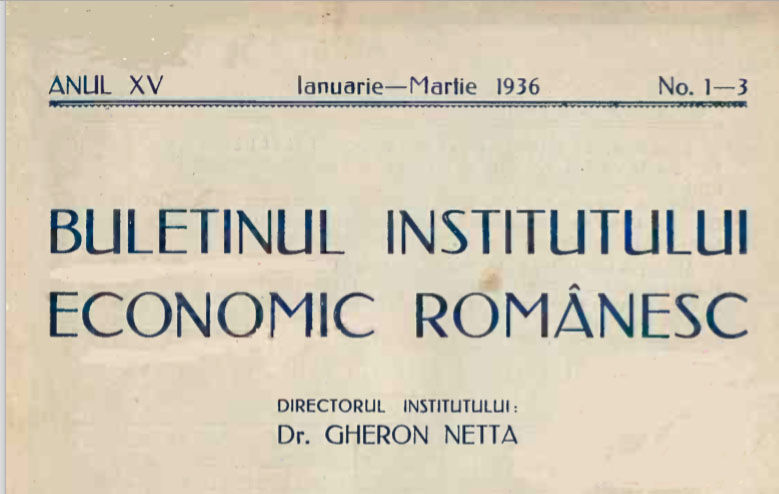 ANUL XV Ianuarie—Martie 1936 No. 1—3
BULETINUL INSTITUTULUI
ECONOMIC ROMÂNESC
DIRECTORUL INSTITUTULUI:
Dr. GHERON NETTA